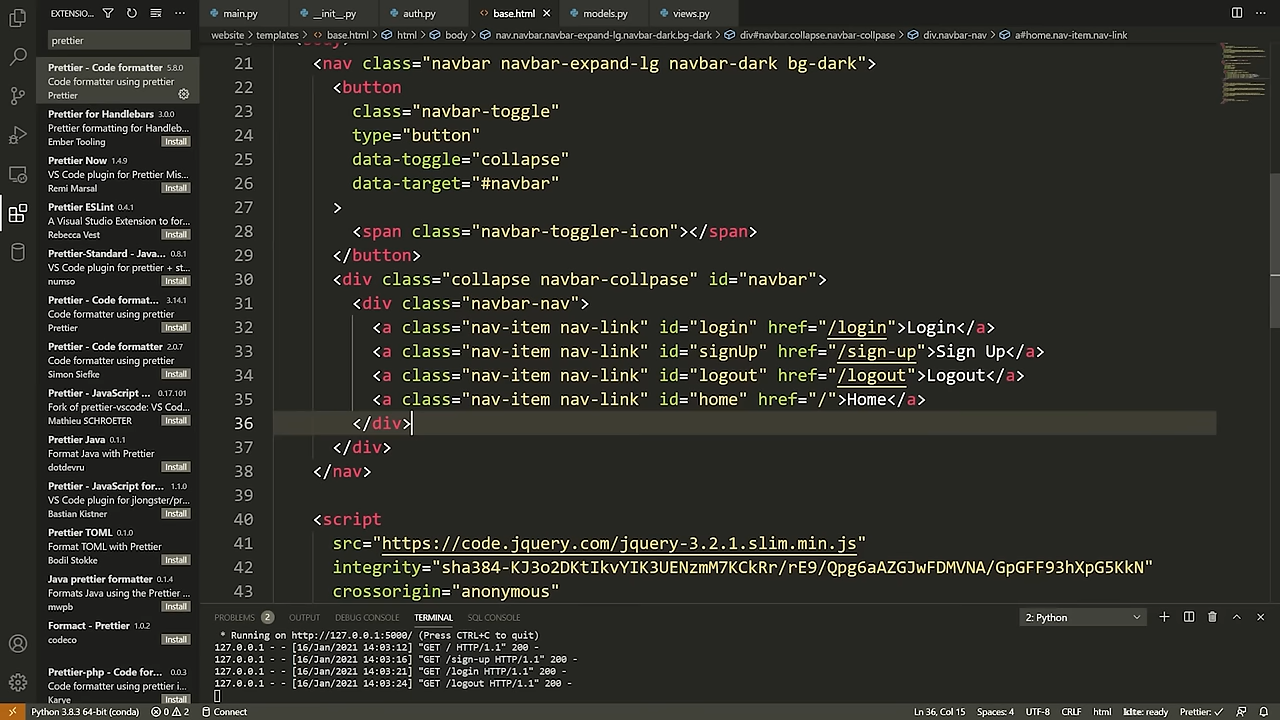 EXTENSIO...
main.py
__init__.py
auth.py
base.html
models.py
views.py
prettier
website > templates > base.html > html > body > nav.navbar.navbar-expand-lg.navbar-dark.bg-dark > div#navbar.collapse.navbar-collpase > div.navbar-nav > a#home.nav-item.nav-link
Prettier - Code formatter 5.8.0
Code formatter using prettier
Prettier
Prettier for Handlebars 3.0.0
Prettier formatting for Handleb...
Ember Tooling Install
Prettier Now 1.4.9
VS Code plugin for Prettier Mis...
Remi Marsal Install
Prettier ESLint 0.4.1
A Visual Studio Extension to for...
Rebecca Vest Install
Prettier-Standard - Java... 0.8.1
VS Code plugin for prettier + st...
numso Install
Prettier - Code format... 3.14.1
Code formatter using prettier
Prettier Install
Prettier - Code formatter 2.0.7
Code formatter using prettier
Simon Siefke Install
Prettier - JavaScript ... 0.17.101
Fork of prettier-vscode: VS Cod...
Mathieu SCHROETER Install
Prettier Java 0.1.1
Format Java with Prettier
dotdevru Install
Prettier - JavaScript for... 1.1.0
VS Code plugin for jlongster/pr...
Bastian Kistner Install
Prettier TOML 0.1.0
Format TOML with Prettier
Bodil Stokke Install
Java prettier formatter 0.1.4
Formats Java using the Prettier ...
mwpb Install
Formact - Prettier 1.0.2
codeco Install
Prettier-php - Code for... 0.0.3
Code formatter using prettier i...
Karye Install
21 <nav class="navbar navbar-expand-lg navbar-dark bg-dark">
22 <button
23 class="navbar-toggle"
24 type="button"
25 data-toggle="collapse"
26 data-target="#navbar"
27 >
28 <span class="navbar-toggler-icon"></span>
29 </button>
30 <div class="collapse navbar-collpase" id="navbar">
31 <div class="navbar-nav">
32 <a class="nav-item nav-link" id="login" href="/login">Login</a>
33 <a class="nav-item nav-link" id="signUp" href="/sign-up">Sign Up</a>
34 <a class="nav-item nav-link" id="logout" href="/logout">Logout</a>
35 <a class="nav-item nav-link" id="home" href="/">Home</a>
36 </div>
37 </div>
38 </nav>
39
40 <script
41 src="https://code.jquery.com/jquery-3.2.1.slim.min.js"
42 integrity="sha384-KJ3o2DKtIkvYIK3UENzmM7KCkRr/rE9/Qpg6aAZGJwFDMVNA/GpGFF93hXpG5KkN"
43 crossorigin="anonymous"
PROBLEMS 2 OUTPUT DEBUG CONSOLE TERMINAL SQL CONSOLE 2: Python
* Running on http://127.0.0.1:5000/ (Press CTRL+C to quit)
127.0.0.1 - - [16/Jan/2021 14:03:12] "GET / HTTP/1.1" 200 -
127.0.0.1 - - [16/Jan/2021 14:03:16] "GET /sign-up HTTP/1.1" 200 -
127.0.0.1 - - [16/Jan/2021 14:03:21] "GET /login HTTP/1.1" 200 -
127.0.0.1 - - [16/Jan/2021 14:03:24] "GET /logout HTTP/1.1" 200 -
Python 3.8.3 64-bit (conda) 0 2 Connect Ln 36, Col 15 Spaces: 4 UTF-8 CRLF html kite: ready Prettier: ✓